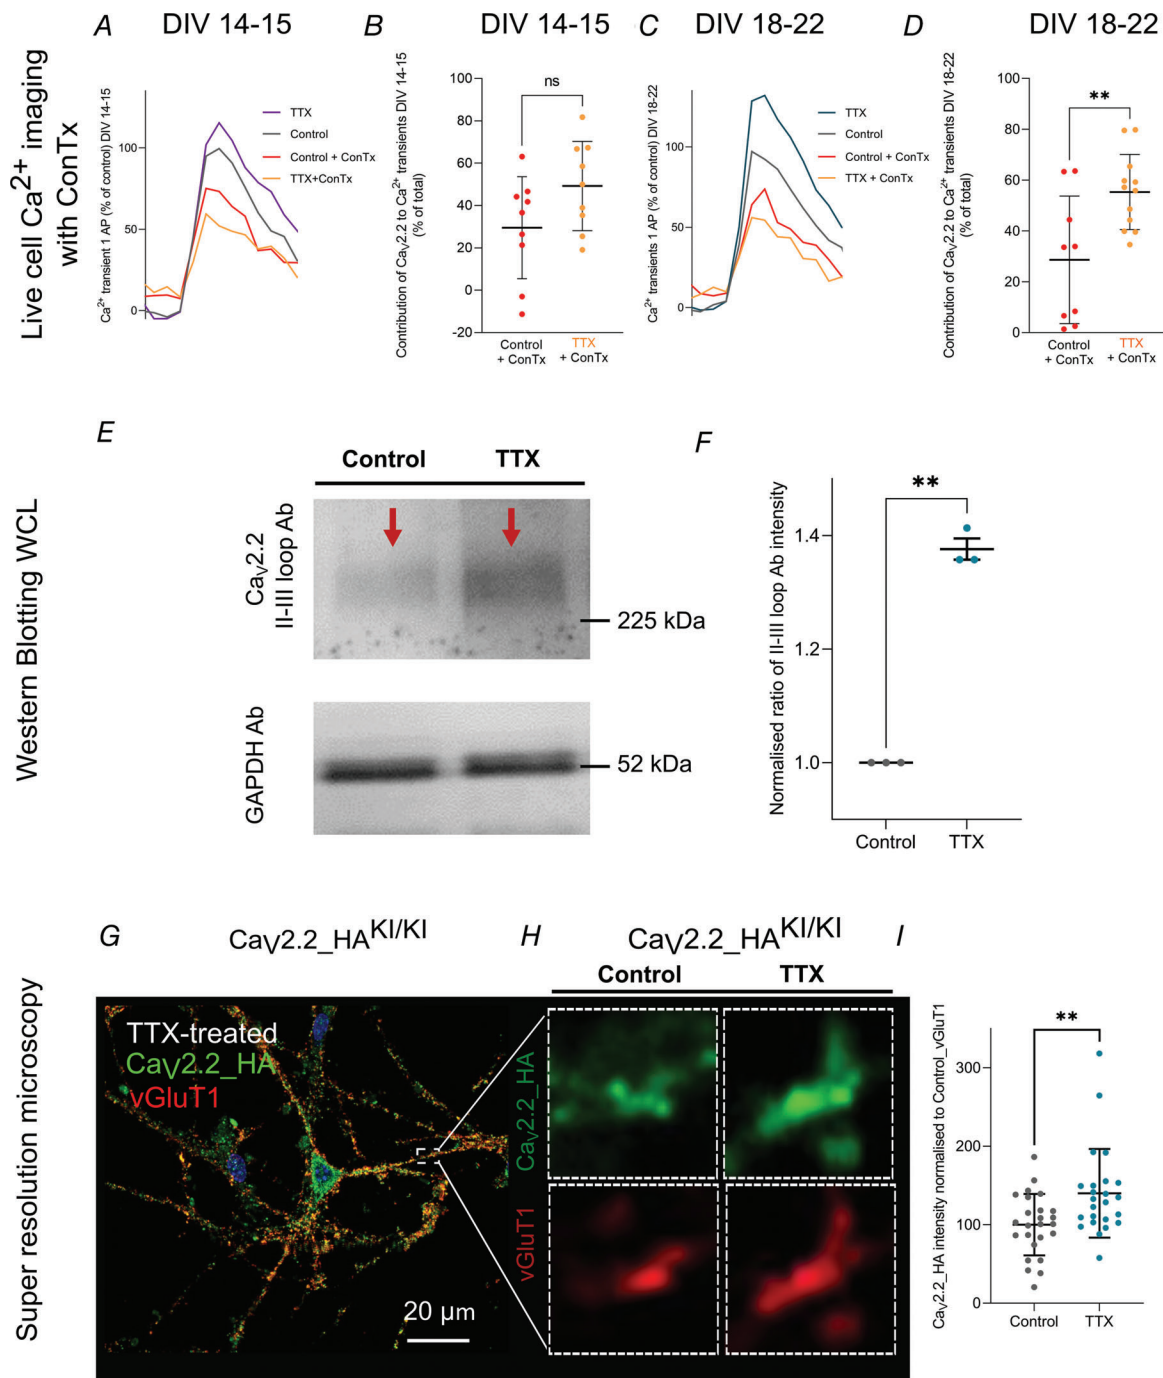 A
DIV 14-15
B
DIV 14-15
C
DIV 18-22
D
DIV 18-22
Live cell Ca2+ imaging
with ConTx
Ca2+ transient 1 AP (% of control) DIV 14-15
100
50
0
TTX
Control
Control + ConTx
TTX+ConTx
Contribution of CaV2.2 to Ca2+ transients DIV 14-15
(% of total)
100
80
60
40
20
0
-20
ns
Control
+ ConTx
TTX
+ ConTx
Ca2+ transients 1 AP (% of control) DIV 18-22
100
50
0
TTX
Control
Control + ConTx
TTX + ConTx
Contribution of CaV2.2 to Ca2+ transients DIV 18-22
(% of total)
100
80
60
40
20
0
**
Control
+ ConTx
TTX
+ ConTx
Western Blotting WCL
E
Control
TTX
CaV2.2
II-III loop Ab
225 kDa
GAPDH Ab
52 kDa
F
Normalised ratio of II-III loop Ab intensity
1.4
1.2
1.0
**
Control
TTX
Super resolution microscopy
G
CaV2.2_HAKI/KI
TTX-treated
CaV2.2_HA
vGluT1
20 µm
H
CaV2.2_HAKI/KI
Control
TTX
CaV2.2_HA
vGluT1
I
CaV2.2_HA intensity normalised to Control_vGluT1
300
200
100
0
**
Control
TTX